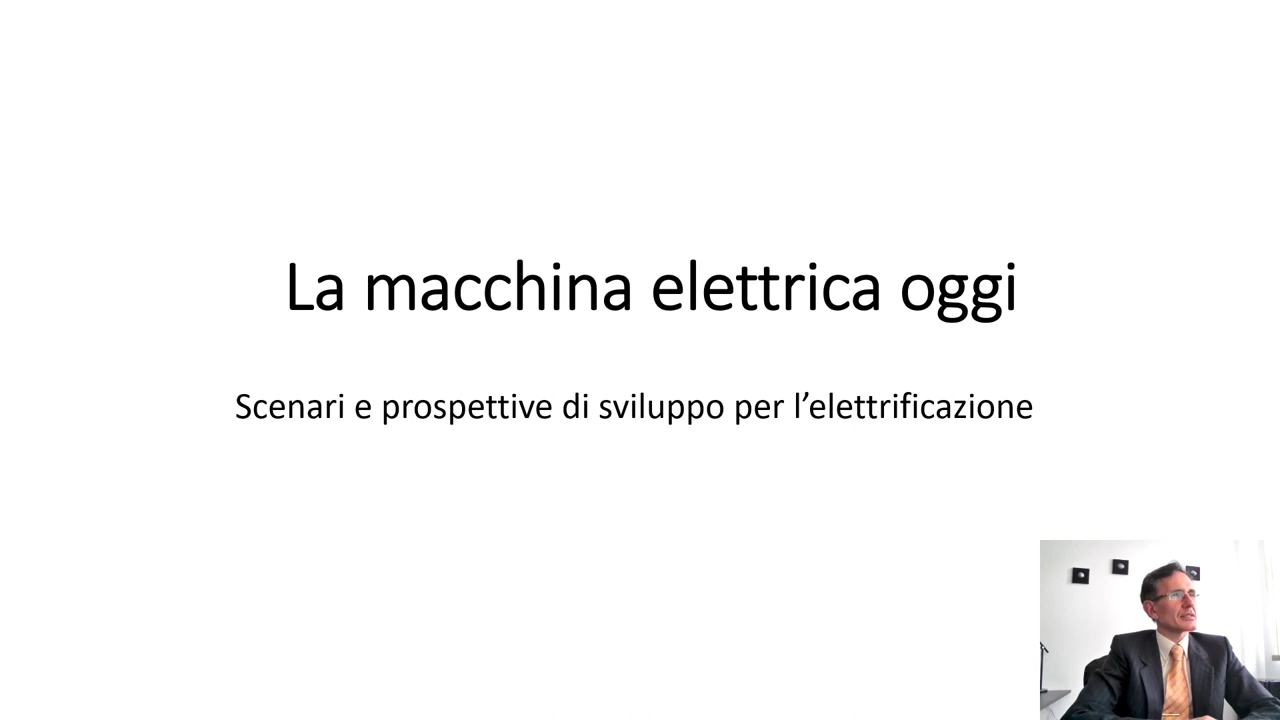 La macchina elettrica oggi
Scenari e prospettive di sviluppo per l’elettrificazione